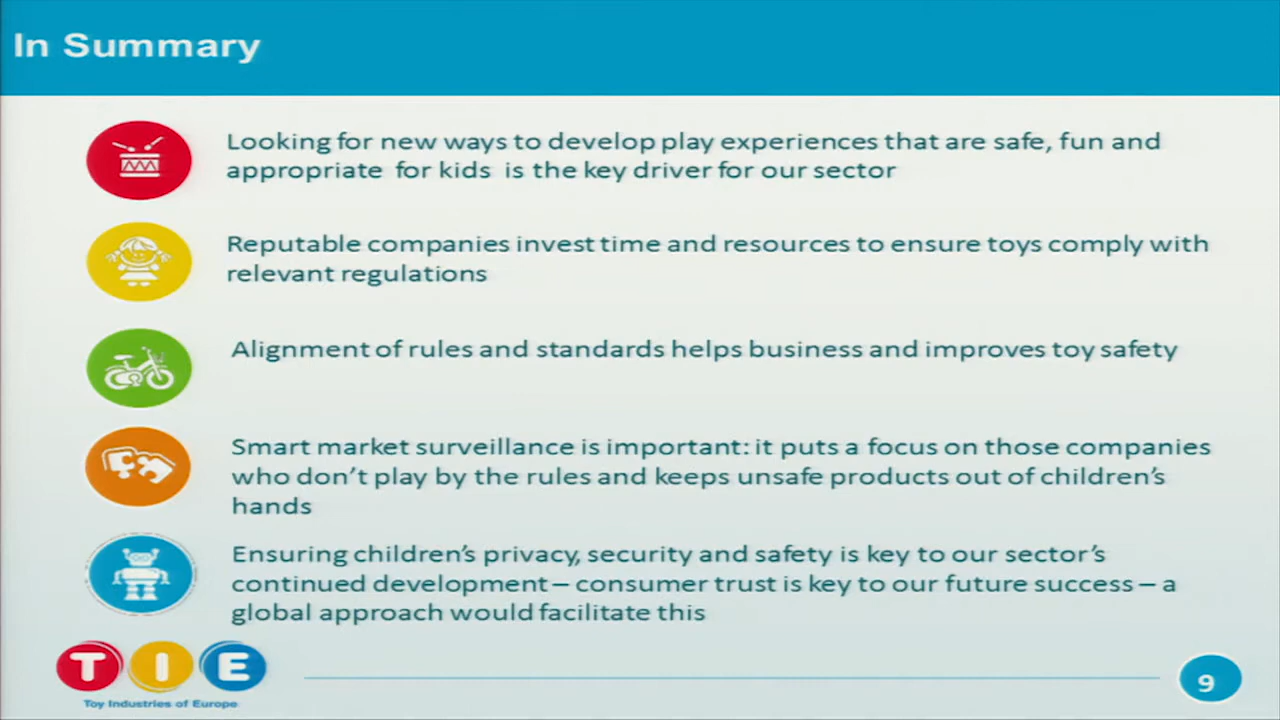 In Summary
Looking for new ways to develop play experiences that are safe, fun and
appropriate for kids is the key driver for our sector
Reputable companies invest time and resources to ensure toys comply with
relevant regulations
Alignment of rules and standards helps business and improves toy safety
Smart market surveillance is important: it puts a focus on those companies
who don't play by the rules and keeps unsafe products out of children's
hands
Ensuring children's privacy, security and safety is key to our sector's
continued development – consumer trust is key to our future success – a
global approach would facilitate this
TIE
Toy Industries of Europe
9